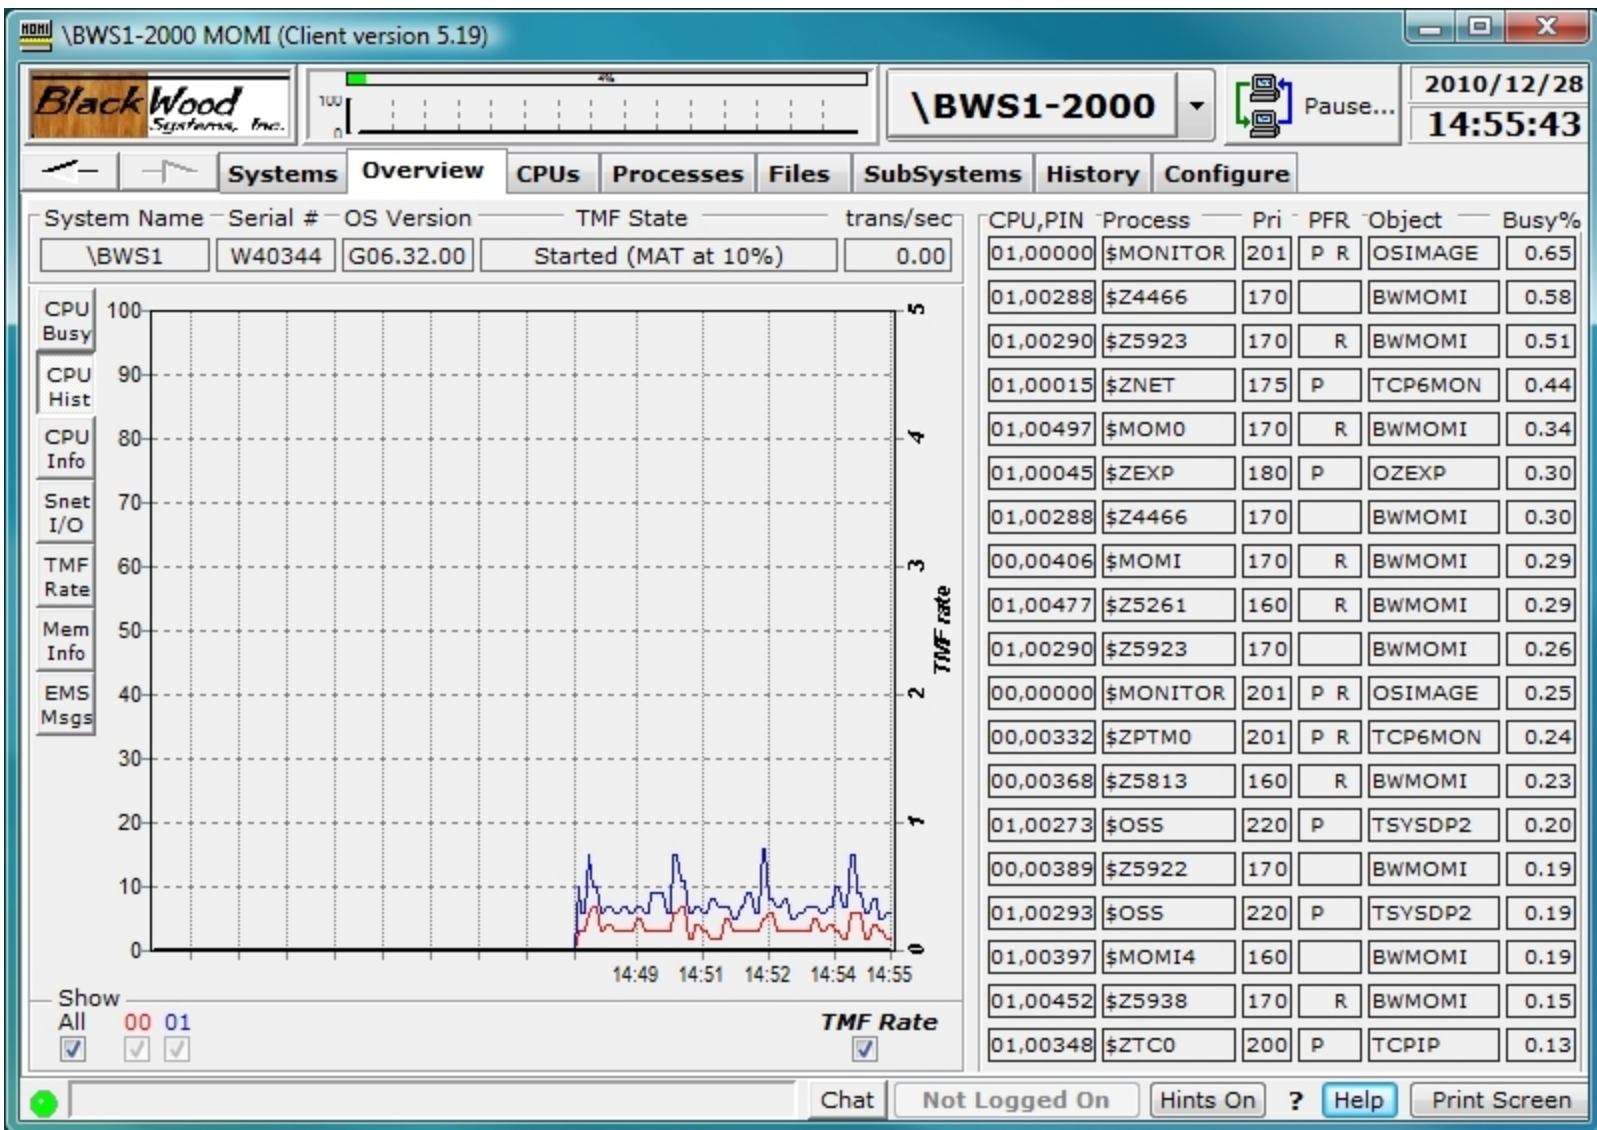 MOMI \BWS1-2000 MOMI (Client version 5.19)
BlackWood
Systems, Inc.
4%
100
0
\BWS1-2000
Pause...
2010/12/28
14:55:43
Systems Overview CPUs Processes Files SubSystems History Configure
System Name Serial # OS Version TMF State trans/sec
\BWS1 W40344 G06.32.00 Started (MAT at 10%) 0.00
CPU Busy
CPU Hist
CPU Info
Snet I/O
TMF Rate
Mem Info
EMS Msgs
100
90
80
70
60
50
40
30
20
10
0
5
4
3
2
1
0
TMF rate
14:49 14:51 14:52 14:54 14:55
Show
All 00 01
TMF Rate
CPU,PIN Process Pri PFR Object Busy%
01,00000 $MONITOR 201 P R OSIMAGE 0.65
01,00288 $Z4466 170 BWMOMI 0.58
01,00290 $Z5923 170 R BWMOMI 0.51
01,00015 $ZNET 175 P TCP6MON 0.44
01,00497 $MOM0 170 R BWMOMI 0.34
01,00045 $ZEXP 180 P OZEXP 0.30
01,00288 $Z4466 170 BWMOMI 0.30
00,00406 $MOMI 170 R BWMOMI 0.29
01,00477 $Z5261 160 R BWMOMI 0.29
01,00290 $Z5923 170 BWMOMI 0.26
00,00000 $MONITOR 201 P R OSIMAGE 0.25
00,00332 $ZPTM0 201 P R TCP6MON 0.24
00,00368 $Z5813 160 R BWMOMI 0.23
01,00273 $OSS 220 P TSYSDP2 0.20
00,00389 $Z5922 170 BWMOMI 0.19
01,00293 $OSS 220 P TSYSDP2 0.19
01,00397 $MOMI4 160 BWMOMI 0.19
01,00452 $Z5938 170 R BWMOMI 0.15
01,00348 $ZTC0 200 P TCPIP 0.13
Chat Not Logged On Hints On ? Help Print Screen